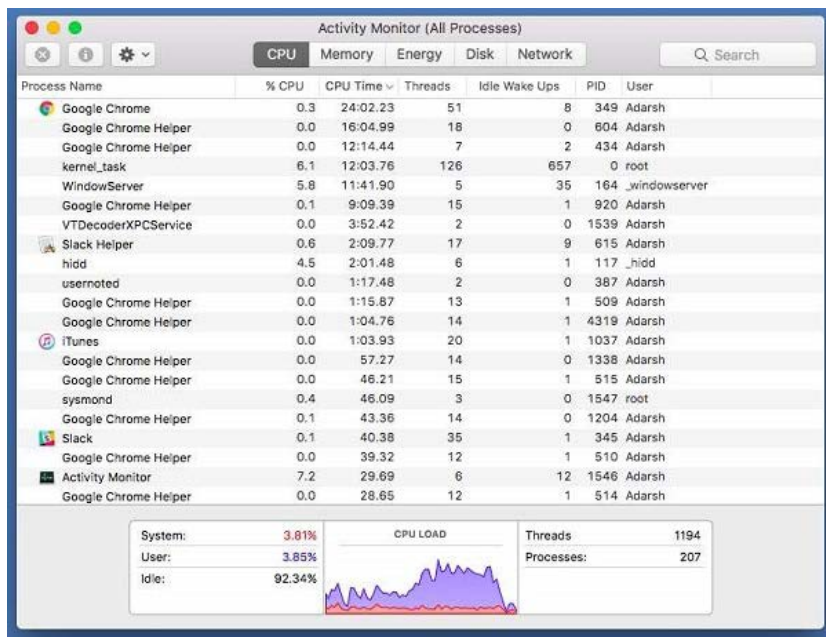 Activity Monitor (All Processes)
CPU Memory Energy Disk Network Search
Process Name % CPU CPU Time Threads Idle Wake Ups PID User
Google Chrome 0.3 24:02.23 51 8 349 Adarsh
Google Chrome Helper 0.0 16:04.99 18 0 604 Adarsh
Google Chrome Helper 0.0 12:14.44 7 2 434 Adarsh
kernel_task 6.1 12:03.76 126 657 0 root
WindowServer 5.8 11:41.90 5 35 164 _windowserver
Google Chrome Helper 0.1 9:09.39 15 1 920 Adarsh
VTDecoderXPCService 0.0 3:52.42 2 0 1539 Adarsh
Slack Helper 0.6 2:09.77 17 9 615 Adarsh
hidd 4.5 2:01.48 6 1 117 _hidd
usernoted 0.0 1:17.48 2 0 387 Adarsh
Google Chrome Helper 0.0 1:15.87 13 1 509 Adarsh
Google Chrome Helper 0.0 1:04.76 14 1 4319 Adarsh
iTunes 0.0 1:03.93 20 1 1037 Adarsh
Google Chrome Helper 0.0 57.27 14 0 1338 Adarsh
Google Chrome Helper 0.0 46.21 15 1 515 Adarsh
sysmond 0.4 46.09 3 0 1547 root
Google Chrome Helper 0.1 43.36 14 0 1204 Adarsh
Slack 0.1 40.38 35 1 345 Adarsh
Google Chrome Helper 0.0 39.32 12 1 510 Adarsh
Activity Monitor 7.2 29.69 6 12 1546 Adarsh
Google Chrome Helper 0.0 28.65 12 1 514 Adarsh
System: 3.81% CPU LOAD Threads 1194
User: 3.85% Processes: 207
Idle: 92.34%